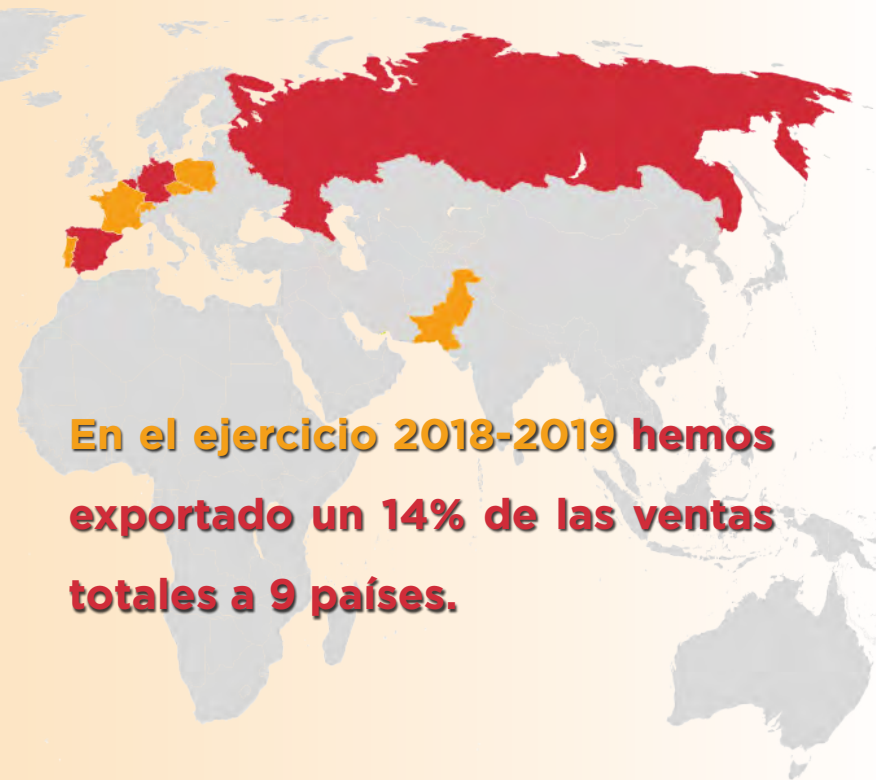 En el ejercicio 2018-2019 hemos
exportado un 14% de las ventas
totales a 9 países.